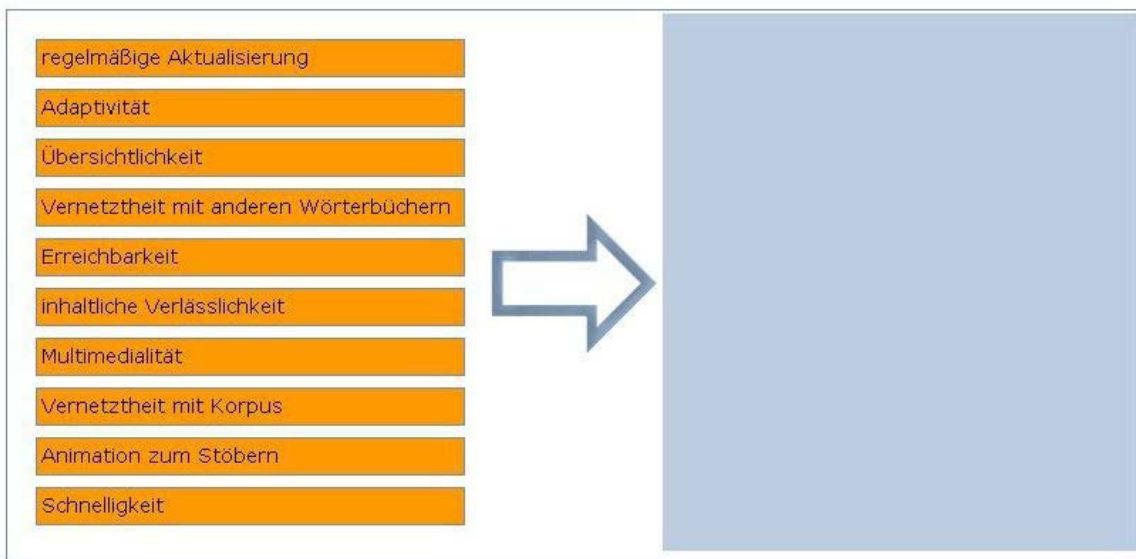 regelmäßige Aktualisierung
Adaptivität
Übersichtlichkeit
Vernetztheit mit anderen Wörterbüchern
Erreichbarkeit
inhaltliche Verlässlichkeit
Multimedialität
Vernetztheit mit Korpus
Animation zum Stöbern
Schnelligkeit